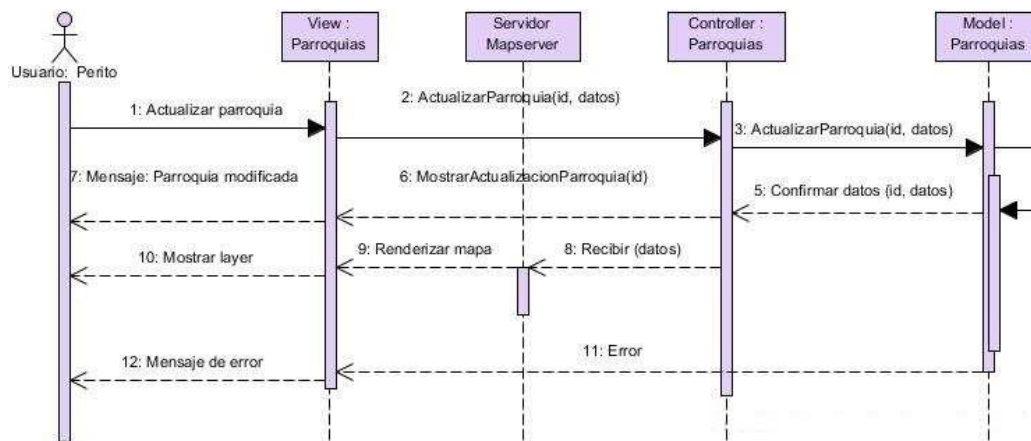 View :
Parroquias
Servidor
Mapserver
Controller :
Parroquias
Model :
Parroquias
Usuario: Perito
1: Actualizar parroquia
2: ActualizarParroquia(id, datos)
3: ActualizarParroquia(id, datos)
7: Mensaje: Parroquia modificada
6: MostrarActualizacionParroquia(id)
5: Confirmar datos (id, datos)
10: Mostrar layer
9: Renderizar mapa
8: Recibir (datos)
12: Mensaje de error
11: Error